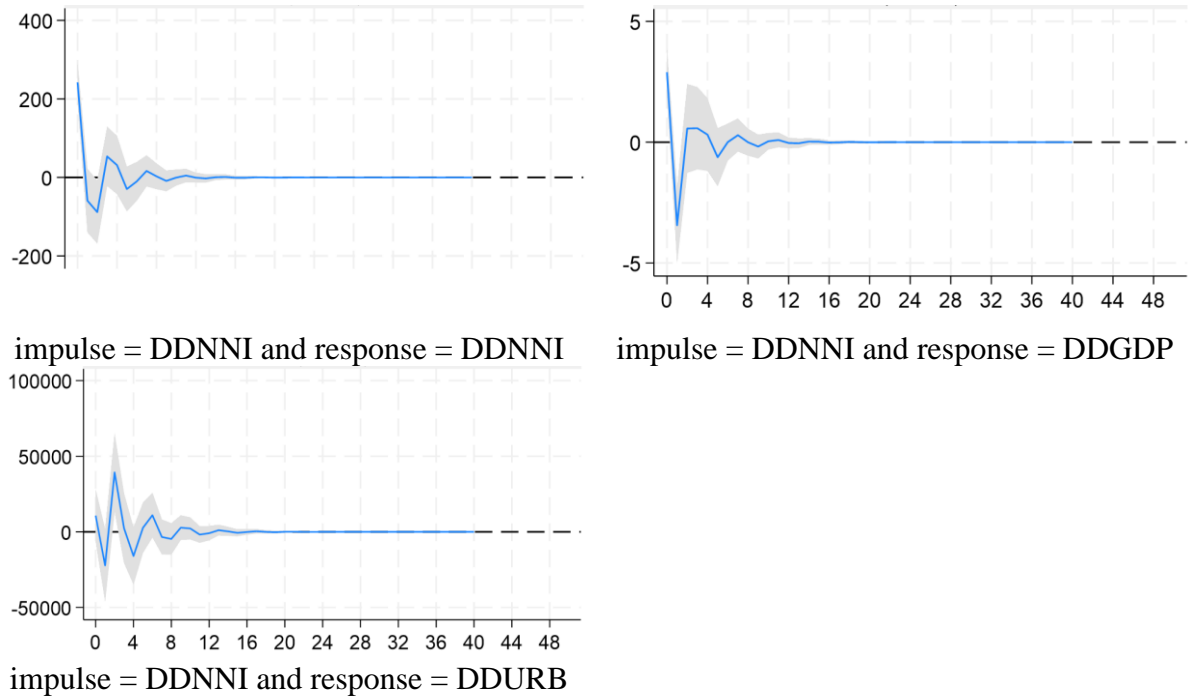 400
200
0
-200
5
0
-5
0 4 8 12 16 20 24 28 32 36 40 44 48
impulse = DDNNI and response = DDNNI
impulse = DDNNI and response = DDGDP
100000
50000
0
-50000
0 4 8 12 16 20 24 28 32 36 40 44 48
impulse = DDNNI and response = DDURB